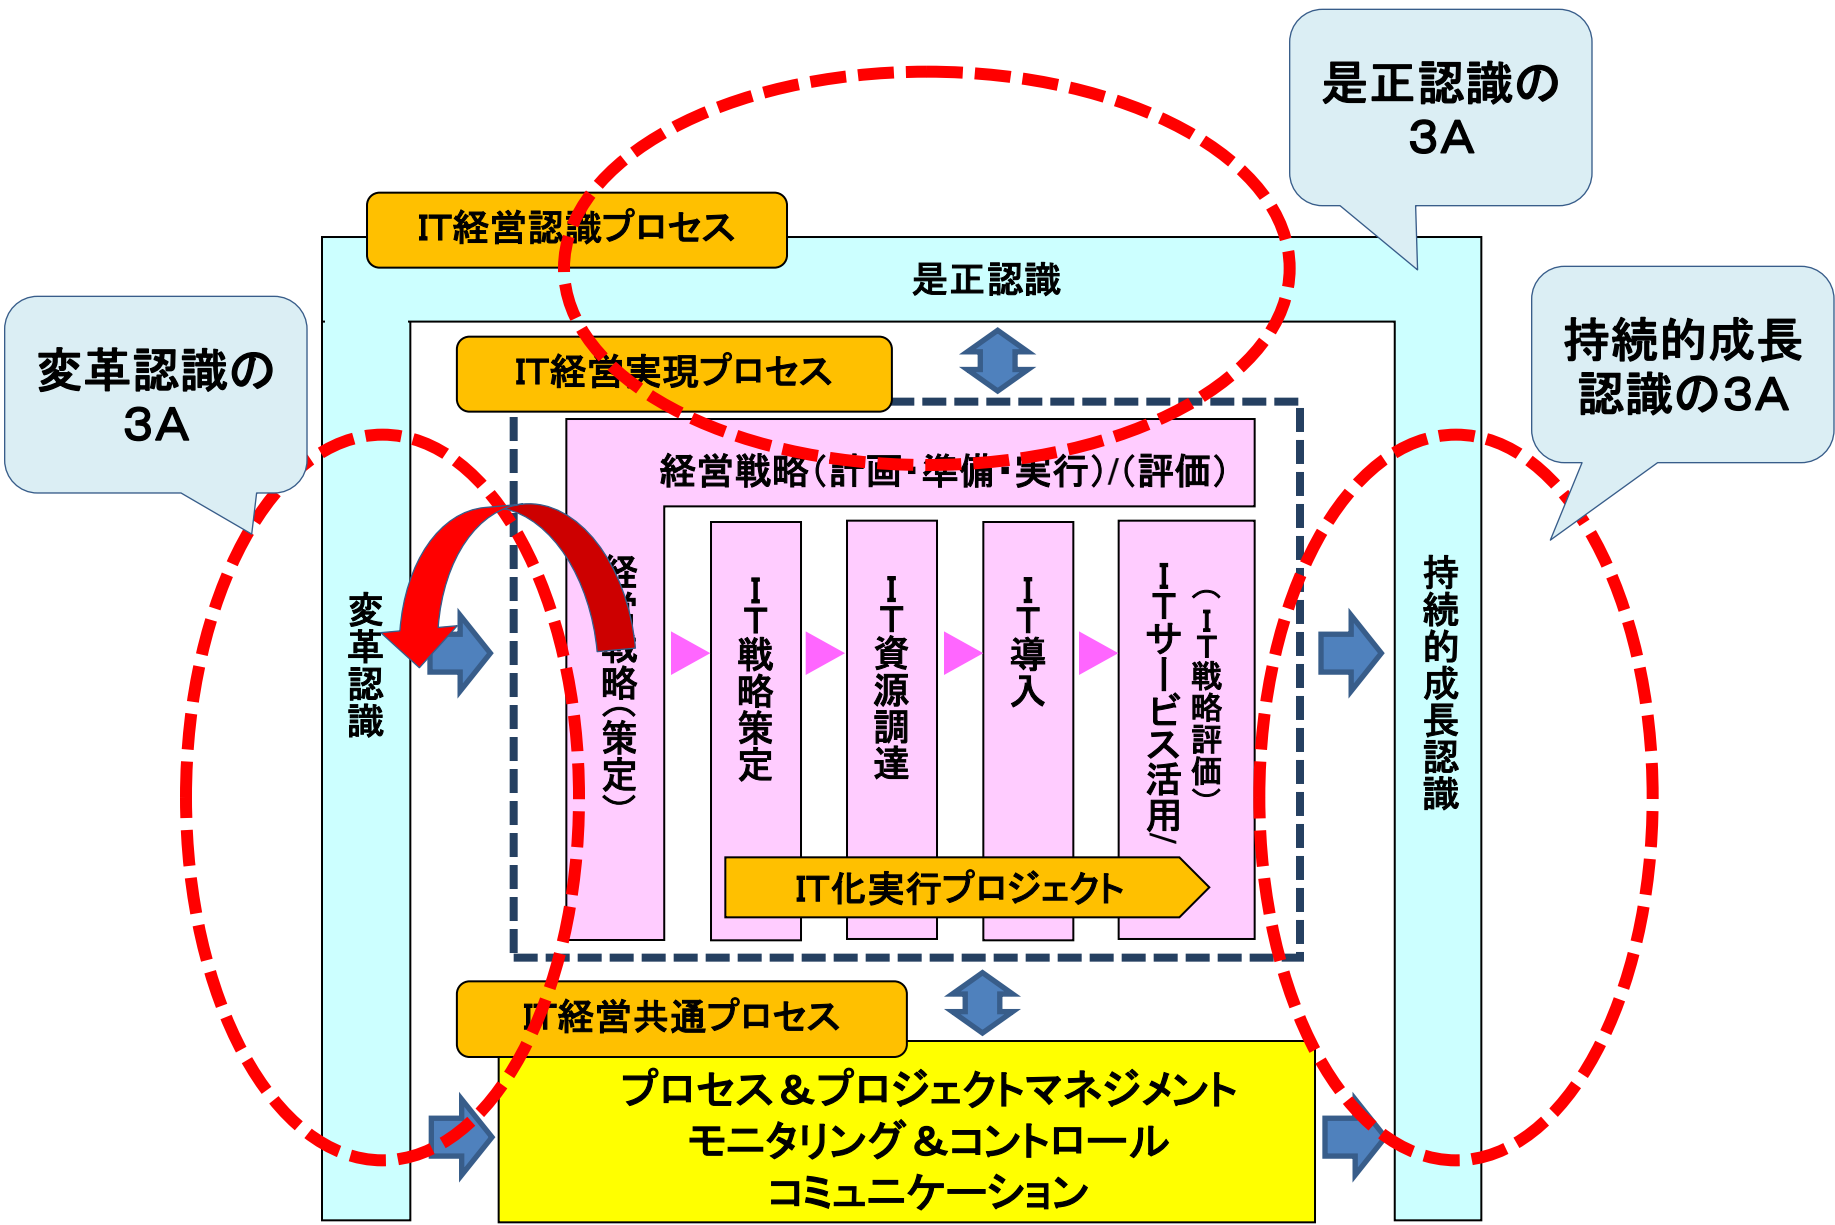 是正認識の
３Ａ
IT経営認識プロセス
是正認識
変革認識の
３Ａ
持続的成長
認識の３Ａ
IT経営実現プロセス
経営戦略（計画・準備・実行）/（評価）
変革認識
経営戦略（策定）
ＩＴ戦略策定
ＩＴ資源調達
ＩＴ導入
ＩＴサービス活用/
（ＩＴ戦略評価）
持続的成長認識
IT化実行プロジェクト
IT経営共通プロセス
プロセス＆プロジェクトマネジメント
モニタリング＆コントロール
コミュニケーション